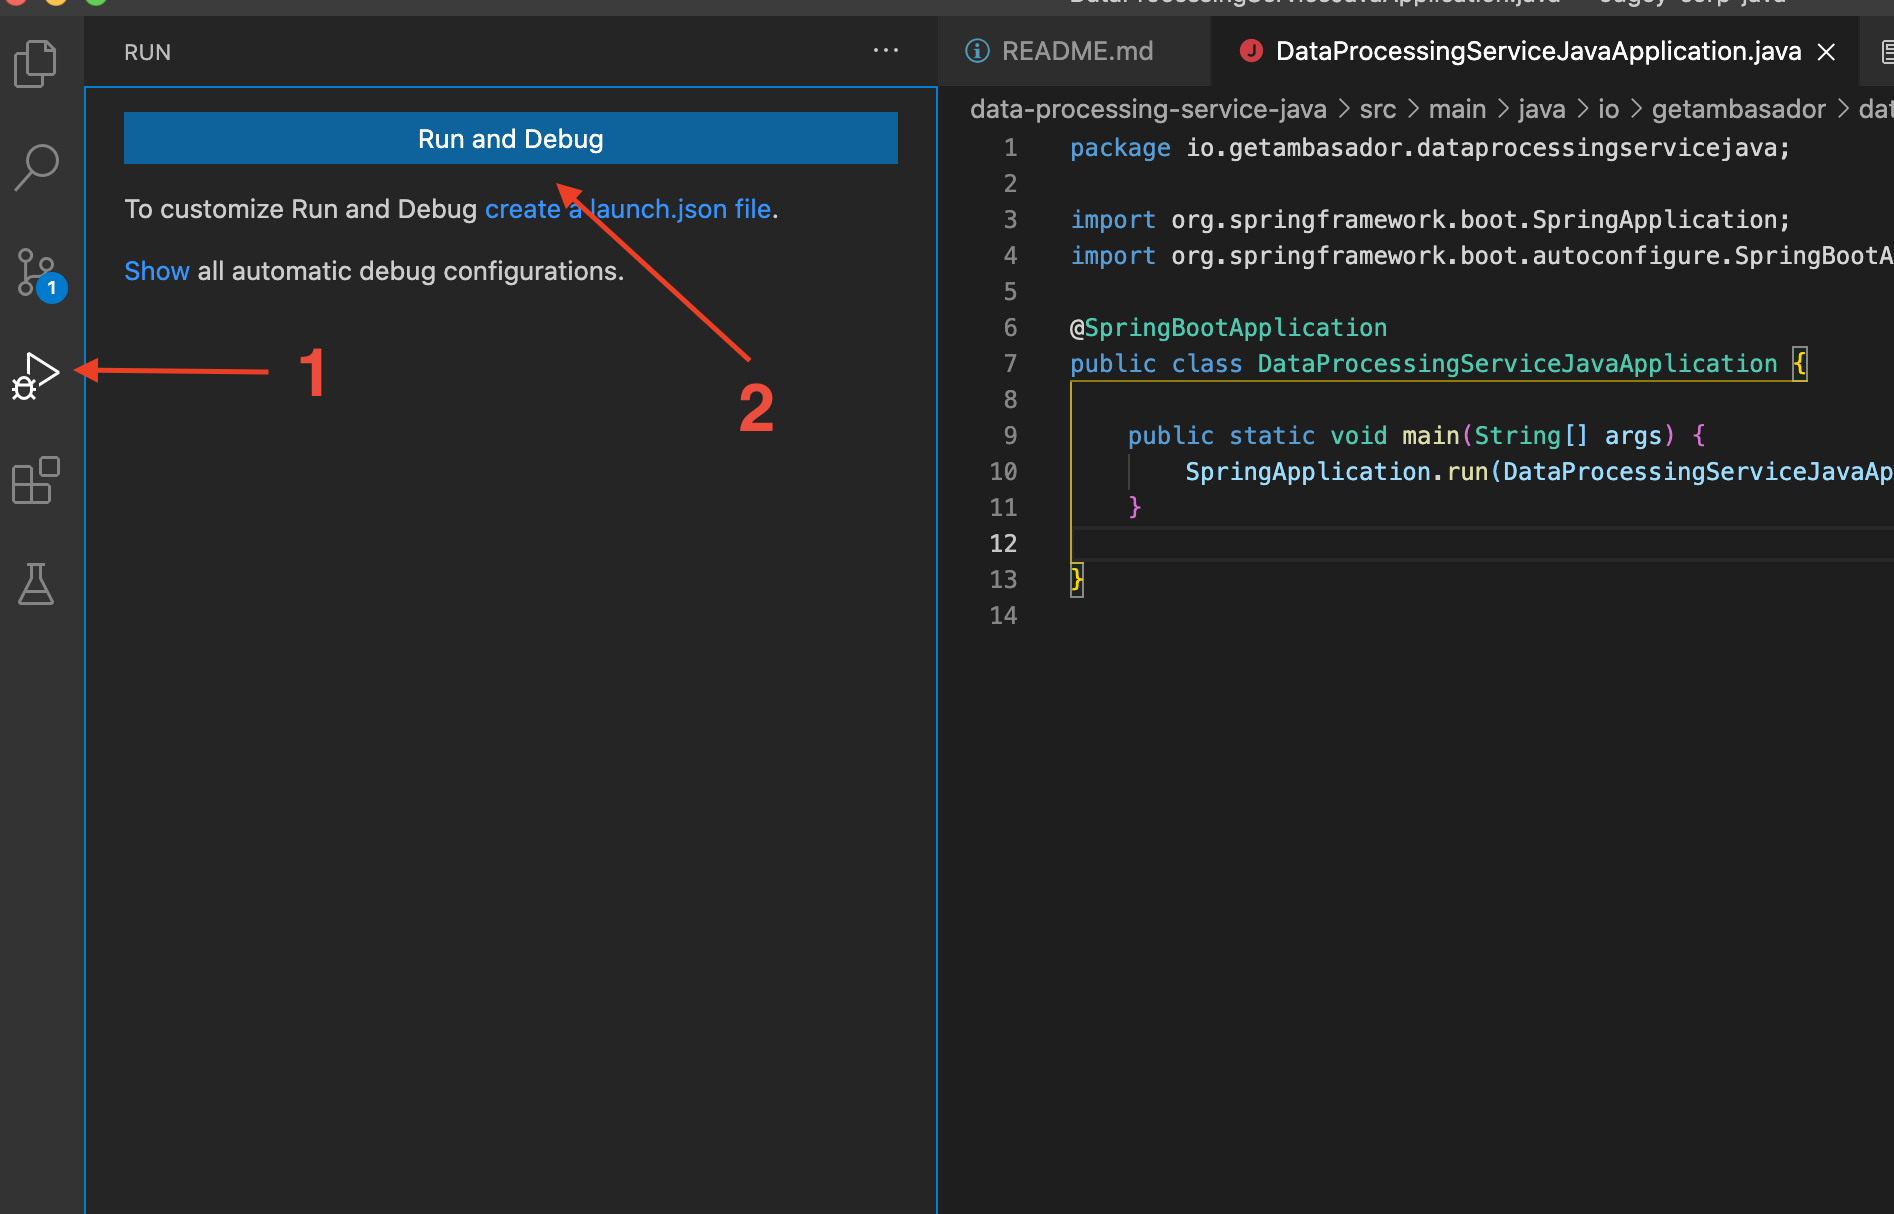 RUN
Run and Debug
To customize Run and Debug create a launch.json file.
Show all automatic debug configurations.
1
1
2
README.md
J DataProcessingServiceJavaApplication.java
data-processing-service-java > src > main > java > io > getambasador >
1 package io.getambasador.dataprocessingservicejava;
2
3 import org.springframework.boot.SpringApplication;
4 import org.springframework.boot.autoconfigure.SpringBootA
5
6 @SpringBootApplication
7 public class DataProcessingServiceJavaApplication {
8
9 public static void main(String[] args) {
10 SpringApplication.run(DataProcessingServiceJavaAp
11 }
12
13 }
14